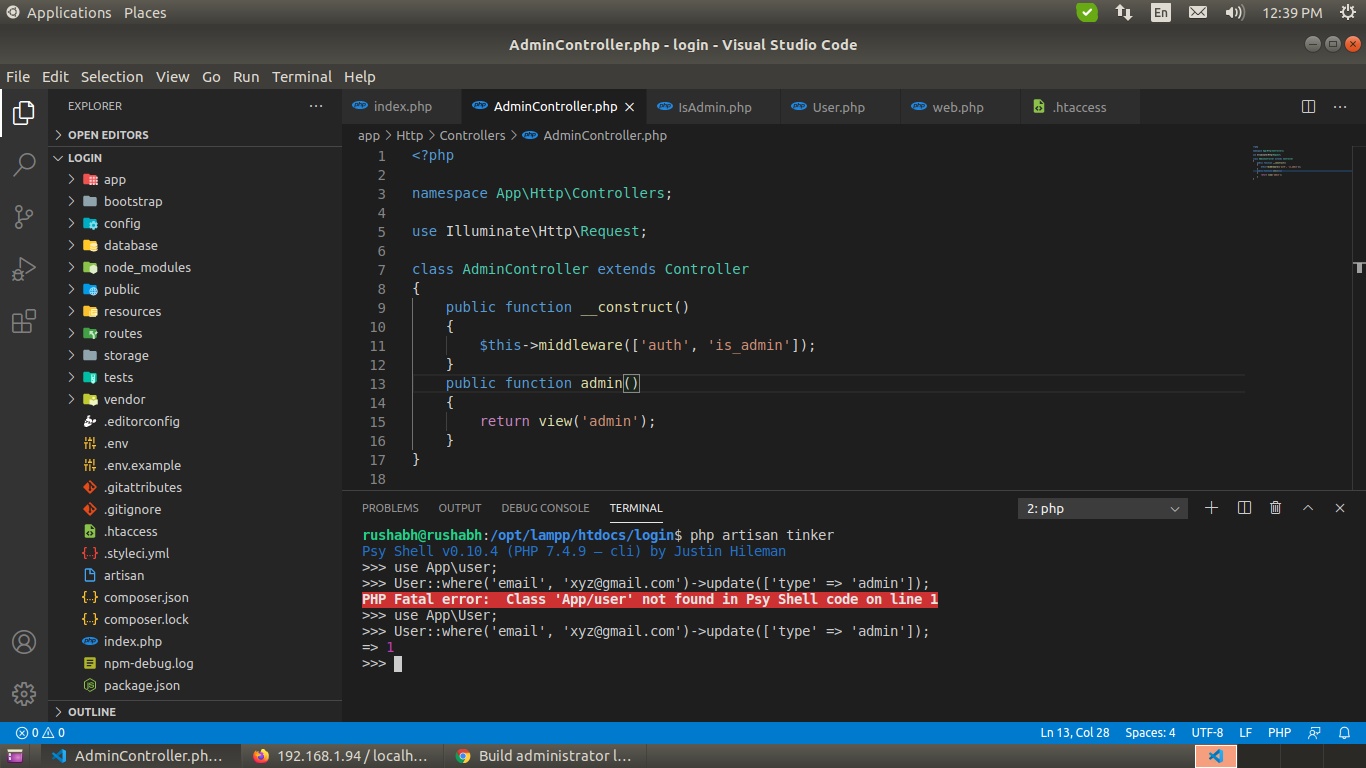 Applications Places En 12:39 PM
AdminController.php - login - Visual Studio Code
File Edit Selection View Go Run Terminal Help
EXPLORER
OPEN EDITORS
LOGIN
app
bootstrap
config
database
node_modules
public
resources
routes
storage
tests
vendor
.editorconfig
.env
.env.example
.gitattributes
.gitignore
.htaccess
.styleci.yml
artisan
composer.json
composer.lock
index.php
npm-debug.log
package.json
OUTLINE
index.php AdminController.php IsAdmin.php User.php web.php .htaccess
app > Http > Controllers > AdminController.php
1 <?php
2
3 namespace App\Http\Controllers;
4
5 use Illuminate\Http\Request;
6
7 class AdminController extends Controller
8 {
9 public function __construct()
10 {
11 $this->middleware(['auth', 'is_admin']);
12 }
13 public function admin()
14 {
15 return view('admin');
16 }
17 }
18
PROBLEMS OUTPUT DEBUG CONSOLE TERMINAL 2: php
rushabh@rushabh:/opt/lampp/htdocs/login$ php artisan tinker
Psy Shell v0.10.4 (PHP 7.4.9 — cli) by Justin Hileman
>>> use App\user;
>>> User::where('email', 'xyz@gmail.com')->update(['type' => 'admin']);
PHP Fatal error:  Class 'App/user' not found in Psy Shell code on line 1
>>> use App\User;
>>> User::where('email', 'xyz@gmail.com')->update(['type' => 'admin']);
=> 1
>>>
0 0 Ln 13, Col 28 Spaces: 4 UTF-8 LF PHP
AdminController.ph... 192.168.1.94 / localh... Build administrator l...